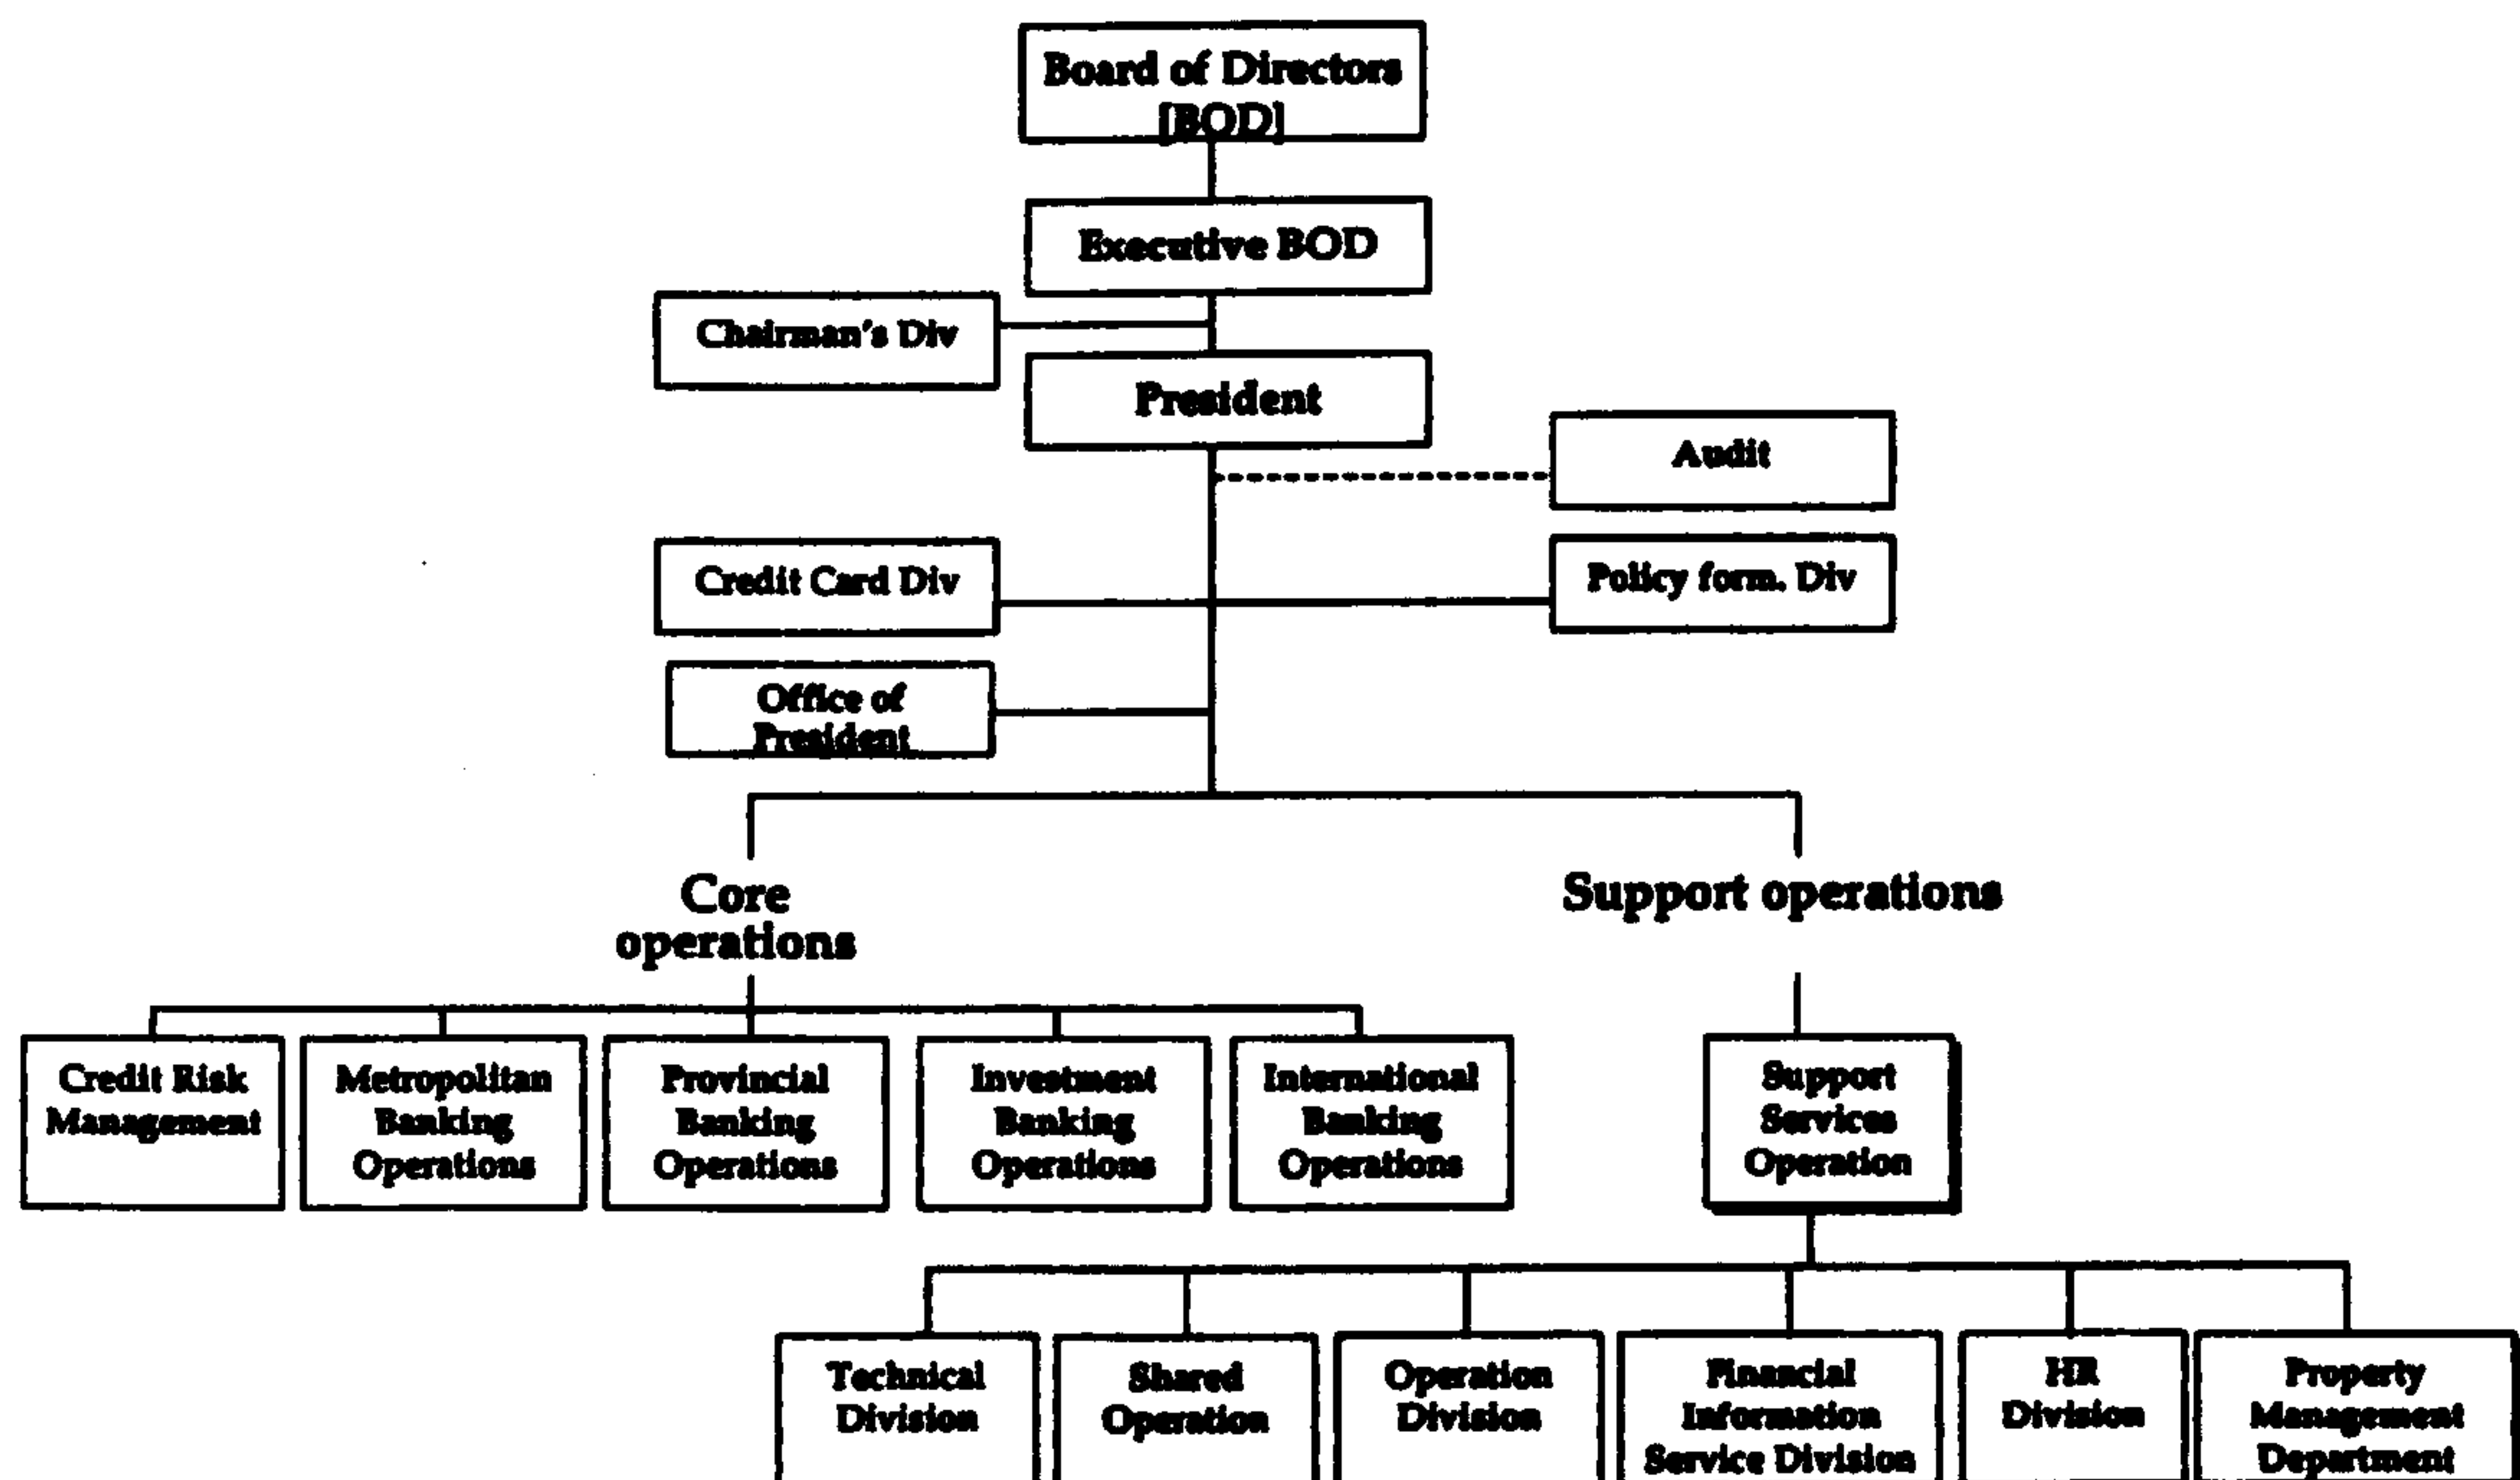 Board of Directors
[BOD]
Executive BOD
Chairman's Div
President
Audit
Credit Card Div
Policy form. Div
Office of
President
Core
operations
Support operations
Credit Risk
Management
Metropolitan
Banking
Operations
Provincial
Banking
Operations
Investment
Banking
Operations
International
Banking
Operations
Support
Services
Operation
Technical
Division
Shared
Operation
Operation
Division
Financial
Information
Service Division
HR
Division
Property
Management
Department